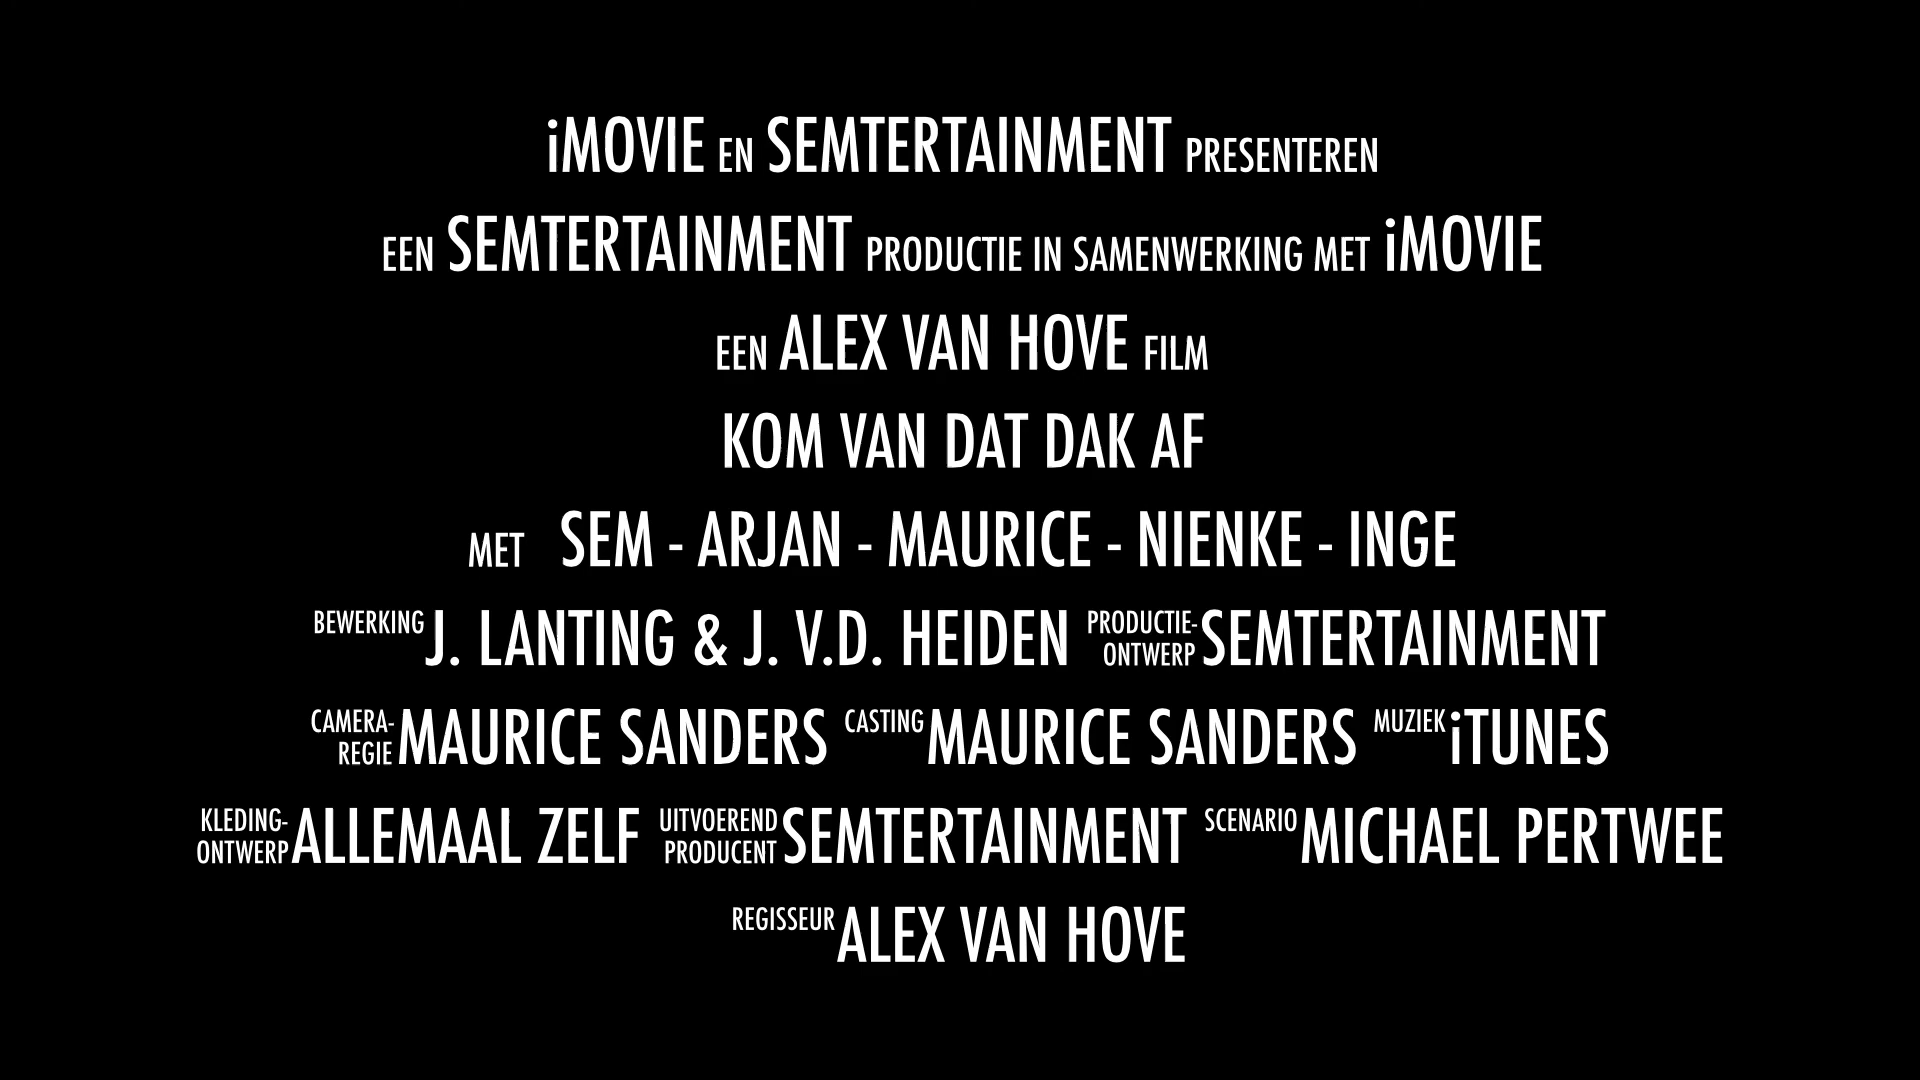 iMOVIE EN SEMTERTAINMENT PRESENTEREN
EEN SEMTERTAINMENT PRODUCTIE IN SAMENWERKING MET iMOVIE
EEN ALEX VAN HOVE FILM
KOM VAN DAT DAK AF
MET SEM - ARJAN - MAURICE - NIENKE - INGE
BEWERKING J. LANTING & J. V.D. HEIDEN PRODUCTIE-ONTWERP SEMTERTAINMENT
CAMERA-REGIE MAURICE SANDERS CASTING MAURICE SANDERS MUZIEK iTUNES
KLEDING-ONTWERP ALLEMAAL ZELF UITVOEREND PRODUCENT SEMTERTAINMENT SCENARIO MICHAEL PERTWEE
REGISSEUR ALEX VAN HOVE